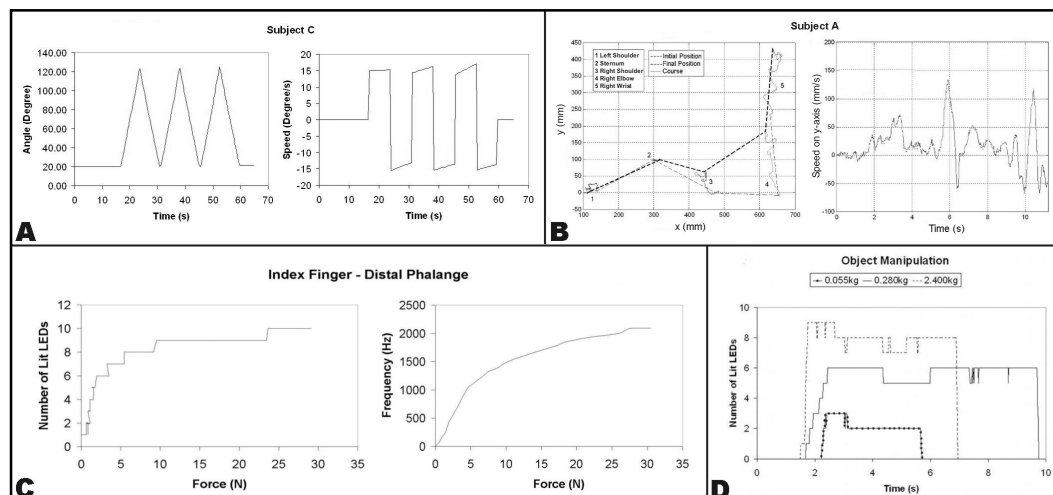 Subject C
Angle (Degree)
140.00
120.00
100.00
80.00
60.00
40.00
20.00
0.00
0 10 20 30 40 50 60 70
Time (s)
Speed (Degree/s)
20
15
10
5
0
-5
-10
-15
-20
0 10 20 30 40 50 60 70
Time (s)
A
Subject A
y (mm)
450
400
350
300
250
200
150
100
50
0
-50
1 Left Shoulder
2 Sternum
3 Right Shoulder
4 Right Elbow
5 Right Wrist
Initial Position
Final Position
Course
1
2
3
4
5
100 200 300 400 500 600 700
x (mm)
Speed on y-axis (mm/s)
200
150
100
50
0
-50
-100
0 2 4 6 8 10
Time (s)
B
Index Finger - Distal Phalange
Number of Lit LEDs
12
10
8
6
4
2
0
0 5 10 15 20 25 30 35
Force (N)
Frequency (Hz)
2500
2000
1500
1000
500
0
0 5 10 15 20 25 30 35
Force (N)
C
Object Manipulation
0.055kg 0.280kg 2.400kg
Number of Lit LEDs
10
8
6
4
2
0
0 2 4 6 8 10
Time (s)
D